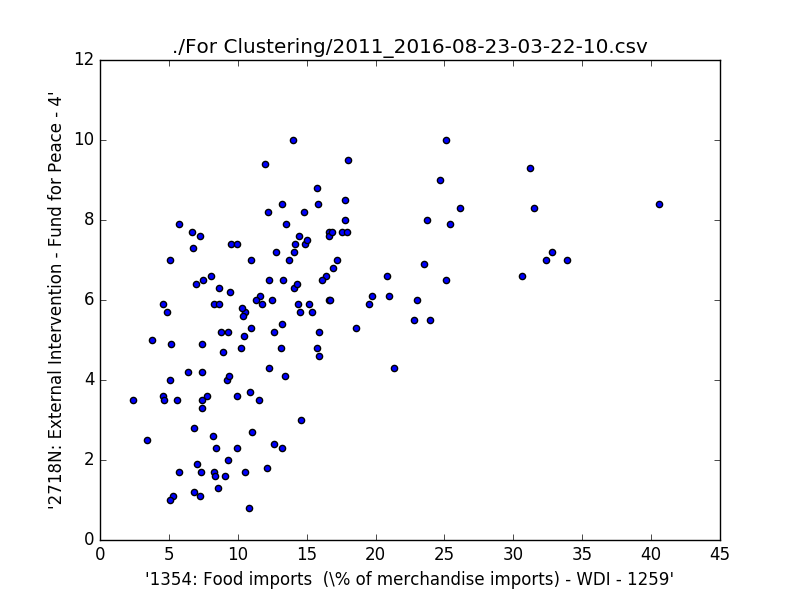 ./For Clustering/2011_2016-08-23-03-22-10.csv
12
10
8
6
4
2
0
'2718N: External Intervention - Fund for Peace - 4'
0 5 10 15 20 25 30 35 40 45
'1354: Food imports  (\% of merchandise imports) - WDI - 1259'